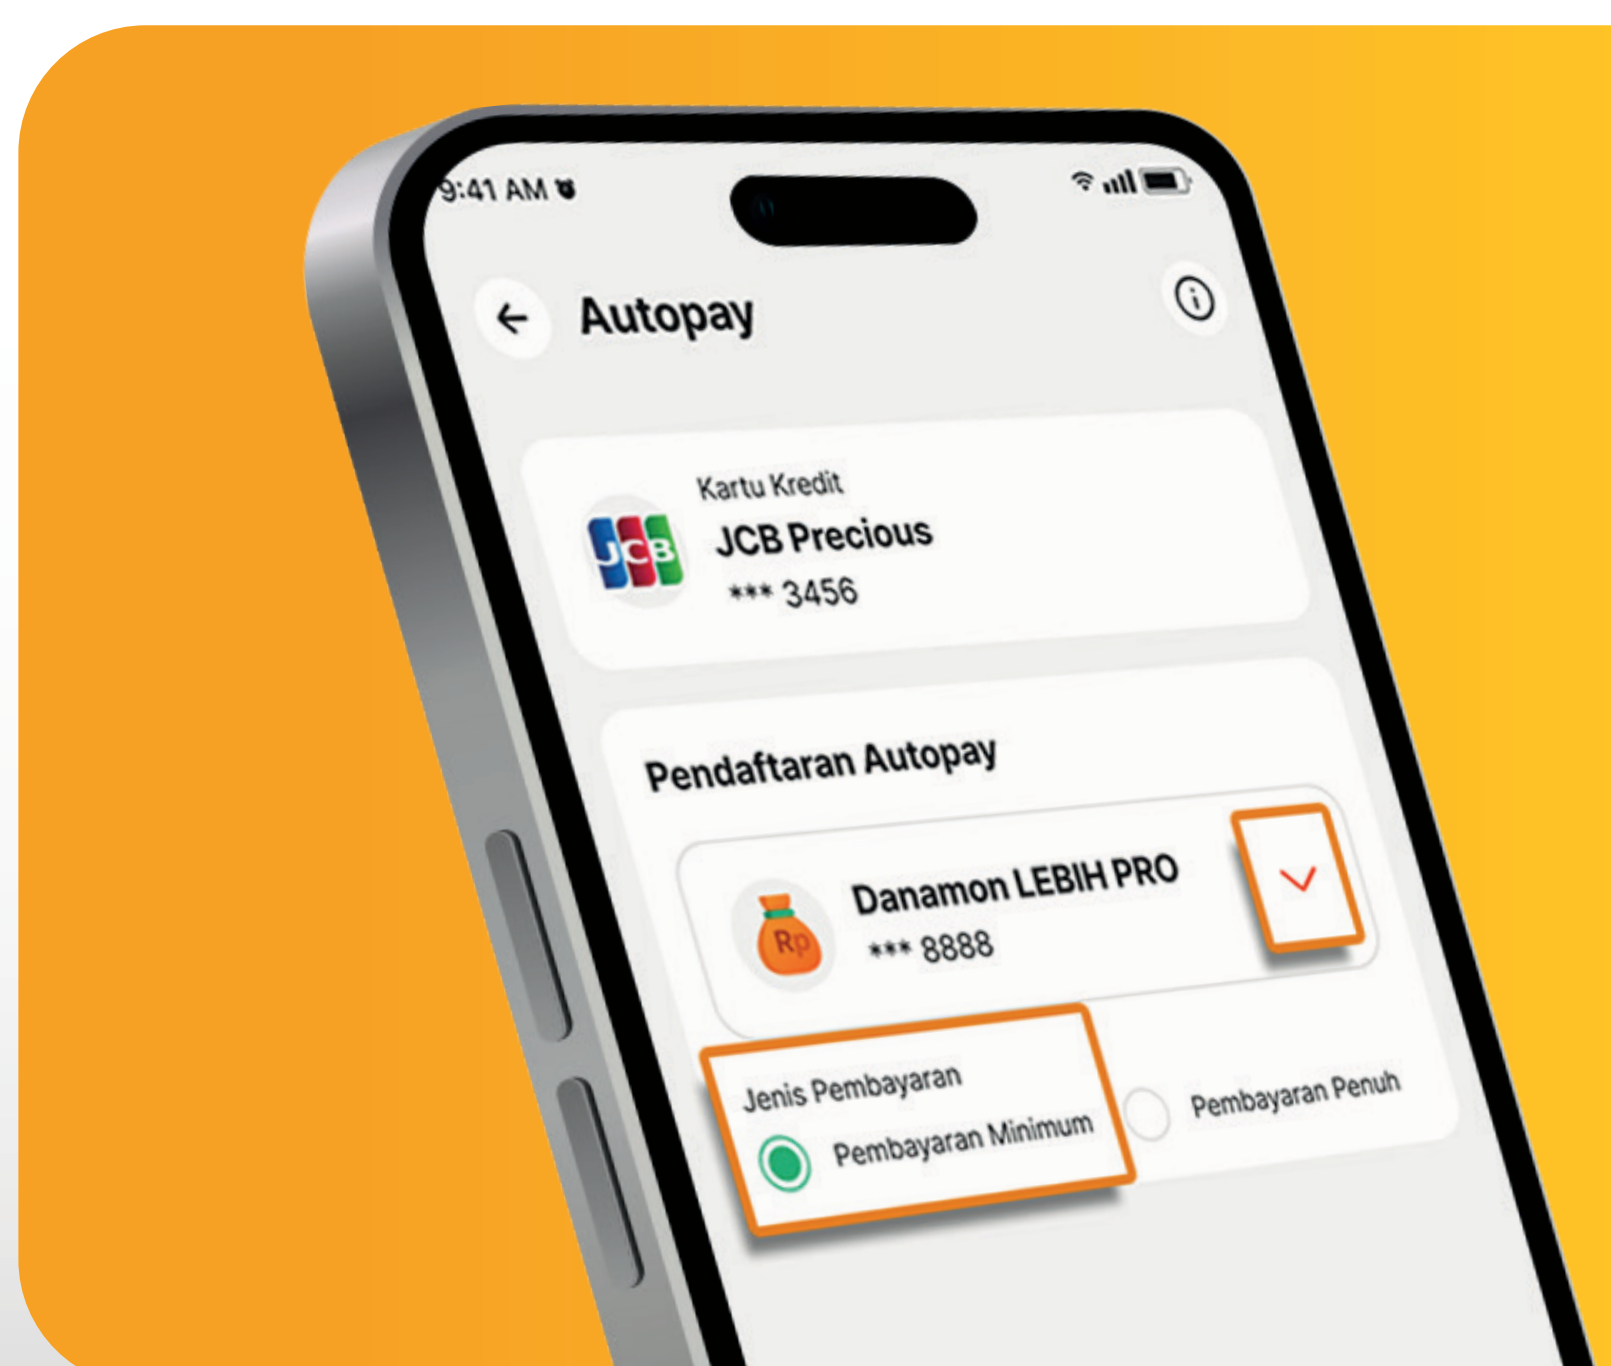 9:41 AM
Autopay
Kartu Kredit
JCB
JCB Precious
*** 3456
Pendaftaran Autopay
Danamon LEBIH PRO
Rp
*** 8888
Jenis Pembayaran
Pembayaran Minimum
Pembayaran Penuh